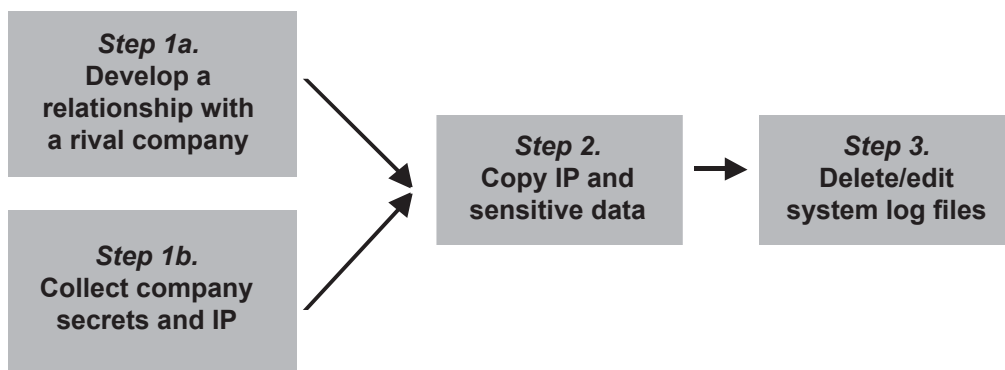 Step 1a.
Develop a
relationship with
a rival company
Step 1b.
Collect company
secrets and IP
Step 2.
Copy IP and
sensitive data
Step 3.
Delete/edit
system log files